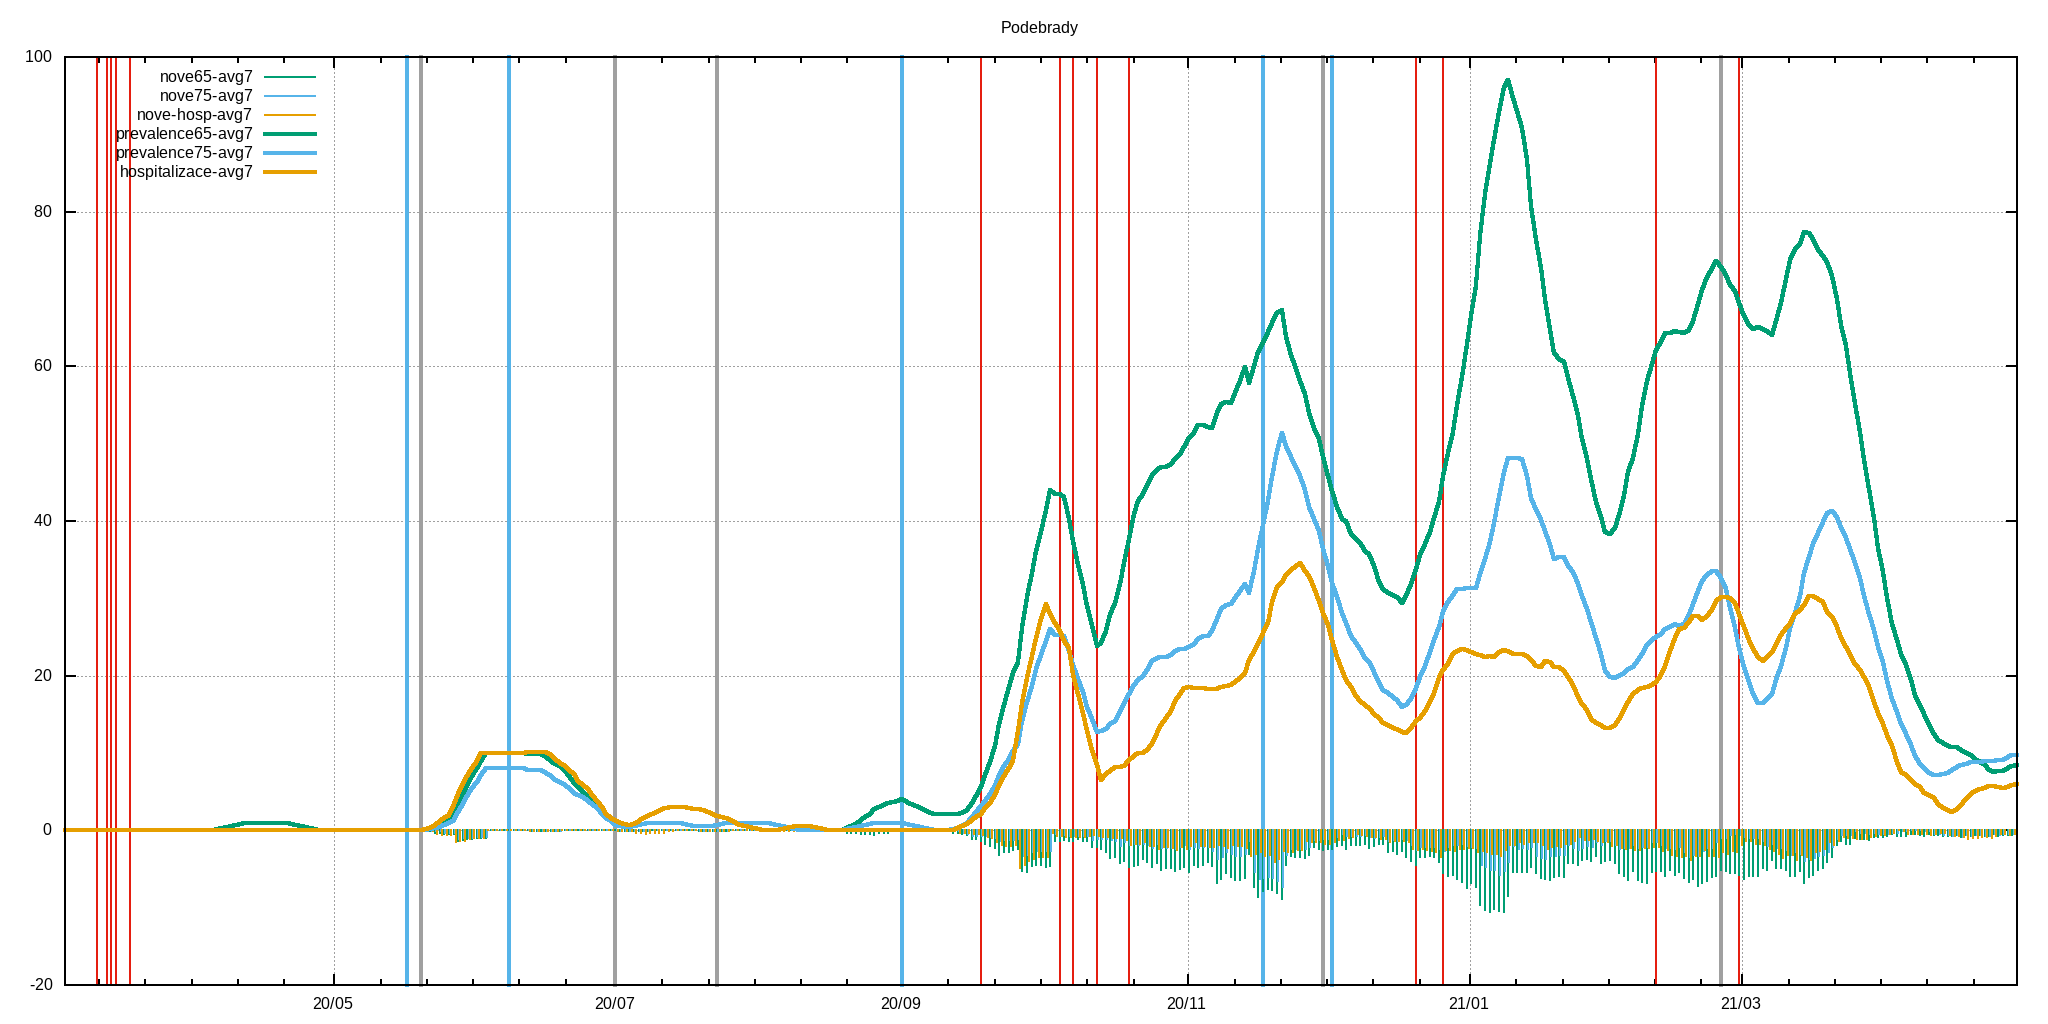 Podebrady
100
80
60
40
20
0
-20
nove65-avg7
nove75-avg7
nove-hosp-avg7
prevalence65-avg7
prevalence75-avg7
hospitalizace-avg7
20/05 20/07 20/09 20/11 21/01 21/03